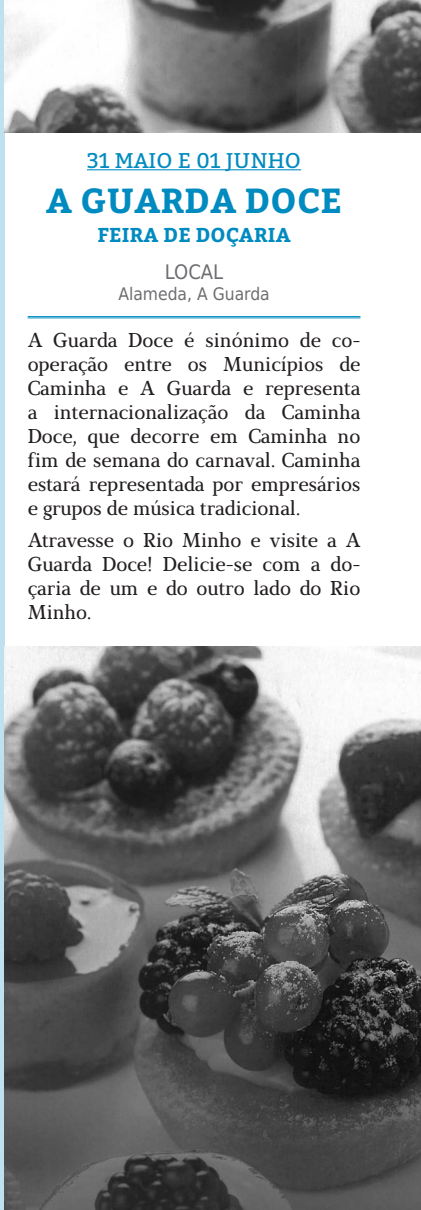 31 MAIO E 01 JUNHO
A GUARDA DOCE
FEIRA DE DOÇARIA
LOCAL
Alameda, A Guarda
A Guarda Doce é sinónimo de co-
operação entre os Municípios de
Caminha e A Guarda e representa
a internacionalização da Caminha
Doce, que decorre em Caminha no
fim de semana do carnaval. Caminha
estará representada por empresários
e grupos de música tradicional.
Atravesse o Rio Minho e visite a A
Guarda Doce! Delicie-se com a do-
çaria de um e do outro lado do Rio
Minho.